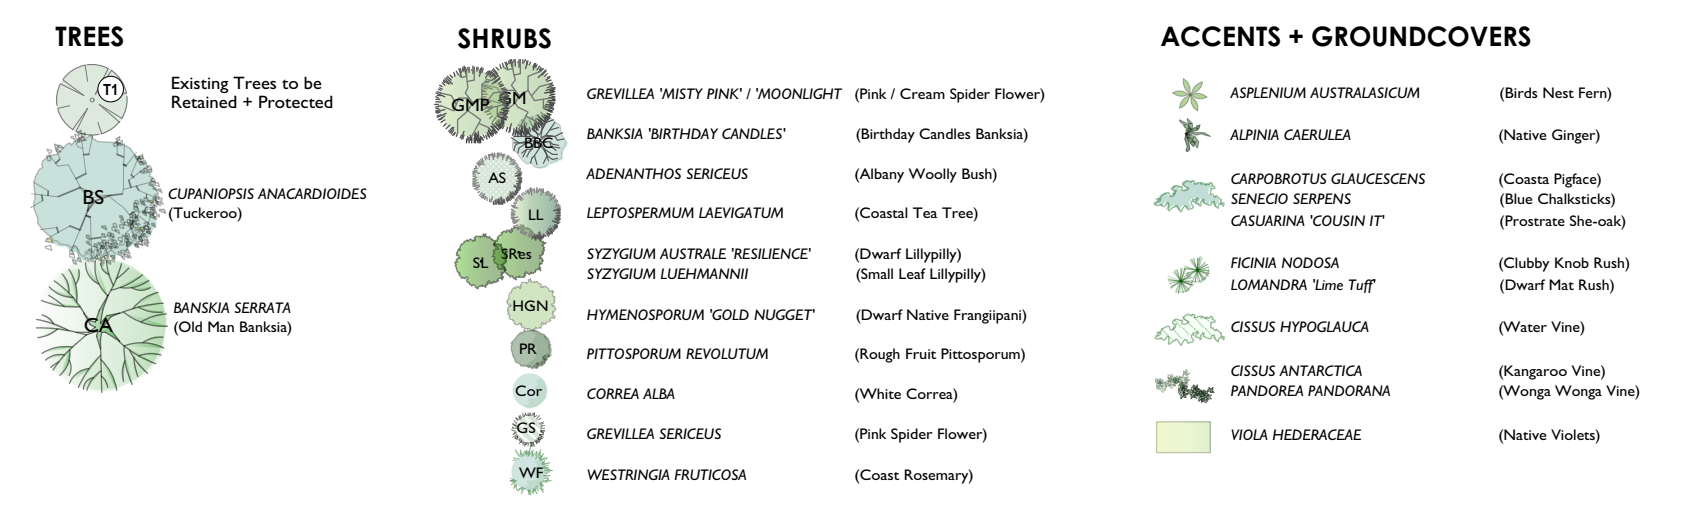 TREES
T1
Existing Trees to be
Retained + Protected
BS
CUPANIOPSIS ANACARDIOIDES
(Tuckeroo)
CA
BANSKIA SERRATA
(Old Man Banksia)
SHRUBS
GMP GM
GREVILLEA 'MISTY PINK' / 'MOONLIGHT (Pink / Cream Spider Flower)
BBC
BANKSIA 'BIRTHDAY CANDLES' (Birthday Candles Banksia)
AS
ADENANTHOS SERICEUS (Albany Woolly Bush)
LL
LEPTOSPERMUM LAEVIGATUM (Coastal Tea Tree)
SL SRes
SYZYGIUM AUSTRALE 'RESILIENCE' (Dwarf Lillypilly)
SYZYGIUM LUEHMANNII (Small Leaf Lillypilly)
HGN
HYMENOSPORUM 'GOLD NUGGET' (Dwarf Native Frangiipani)
PR
PITTOSPORUM REVOLUTUM (Rough Fruit Pittosporum)
Cor
CORREA ALBA (White Correa)
GS
GREVILLEA SERICEUS (Pink Spider Flower)
WF
WESTRINGIA FRUTICOSA (Coast Rosemary)
ACCENTS + GROUNDCOVERS
ASPLENIUM AUSTRALASICUM (Birds Nest Fern)
ALPINIA CAERULEA (Native Ginger)
CARPOBROTUS GLAUCESCENS (Coasta Pigface)
SENECIO SERPENS (Blue Chalksticks)
CASUARINA 'COUSIN IT' (Prostrate She-oak)
FICINIA NODOSA (Clubby Knob Rush)
LOMANDRA 'Lime Tuff' (Dwarf Mat Rush)
CISSUS HYPOGLAUCA (Water Vine)
CISSUS ANTARCTICA (Kangaroo Vine)
PANDOREA PANDORANA (Wonga Wonga Vine)
VIOLA HEDERACEAE (Native Violets)